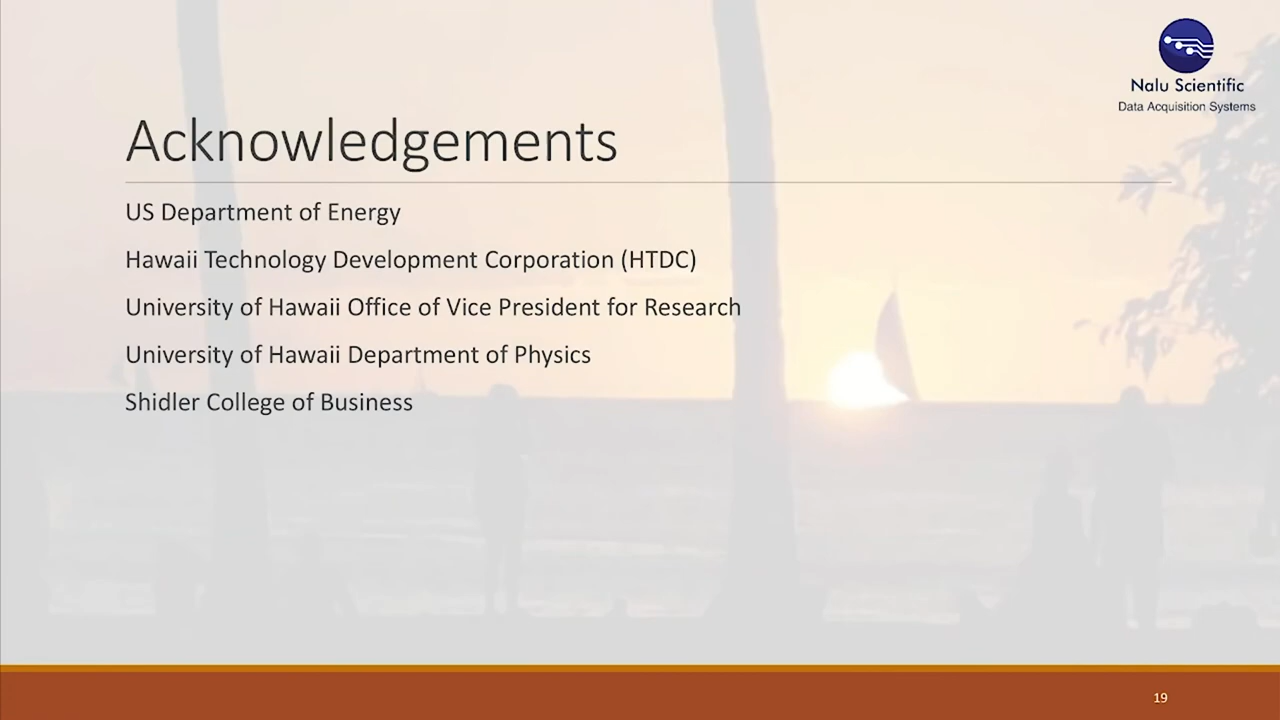 Nalu Scientific
Data Acquisition Systems
Acknowledgements
US Department of Energy
Hawaii Technology Development Corporation (HTDC)
University of Hawaii Office of Vice President for Research
University of Hawaii Department of Physics
Shidler College of Business
19